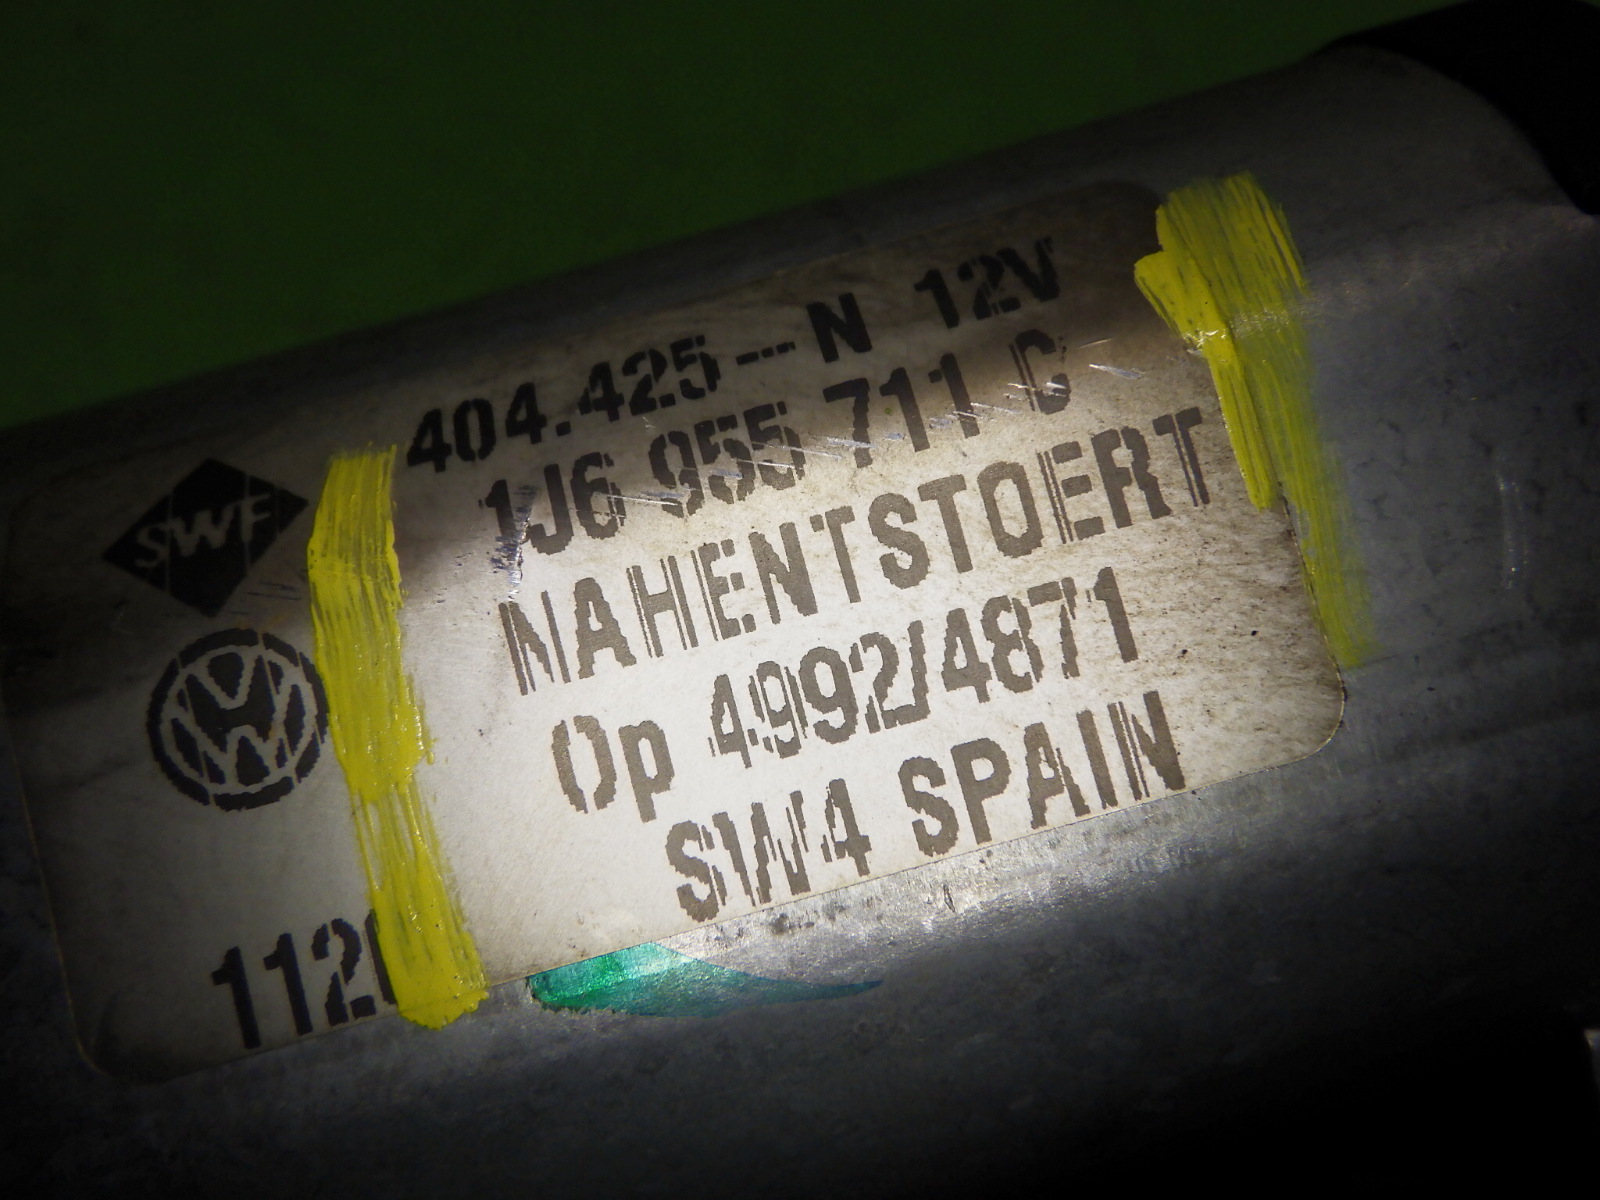 SWF
404.425---N 12V
1J6 955 711 C
NAHENTSTOERT
Op 4992/4871
SW4 SPAIN
112